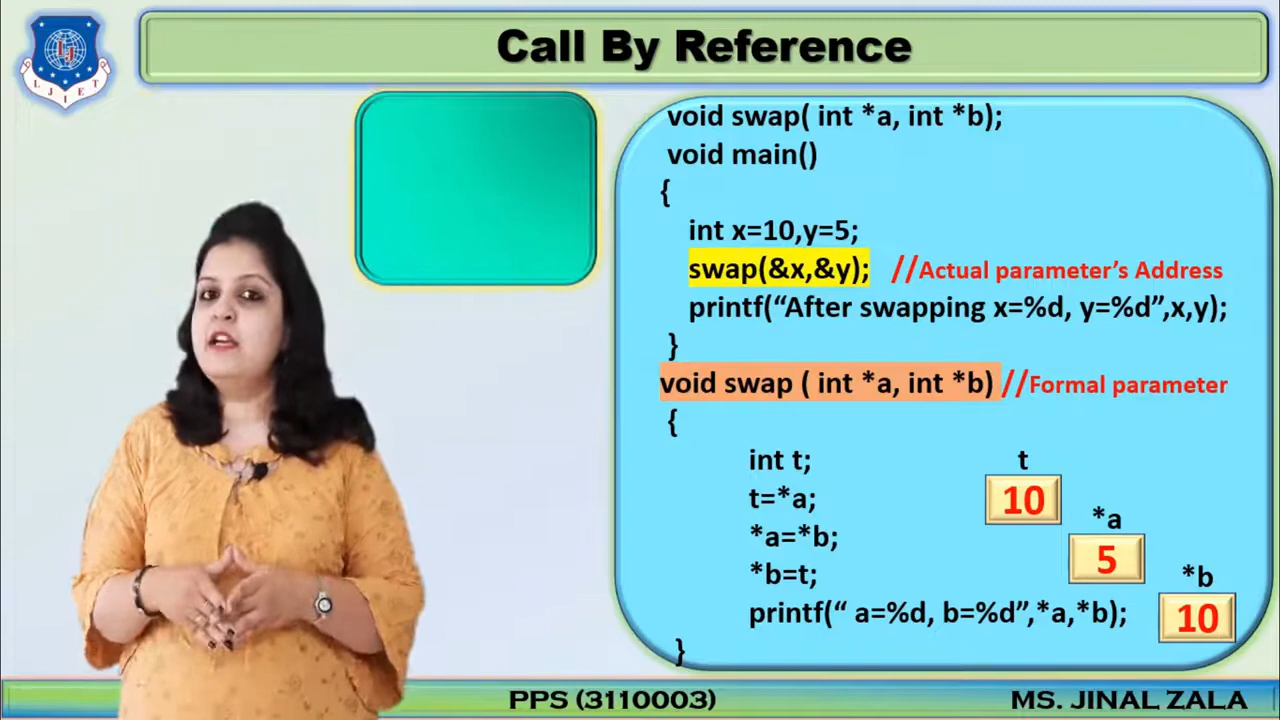 LJIET
Call By Reference
void swap( int *a, int *b);
void main()
{
int x=10,y=5;
swap(&x,&y); //Actual parameter's Address
printf(“After swapping x=%d, y=%d”,x,y);
}
void swap ( int *a, int *b) //Formal parameter
{
int t; t
t=*a; 10
*a
*a=*b; 5
*b=t; *b
printf(“ a=%d, b=%d”,*a,*b); 10
}
PPS (3110003) MS. JINAL ZALA